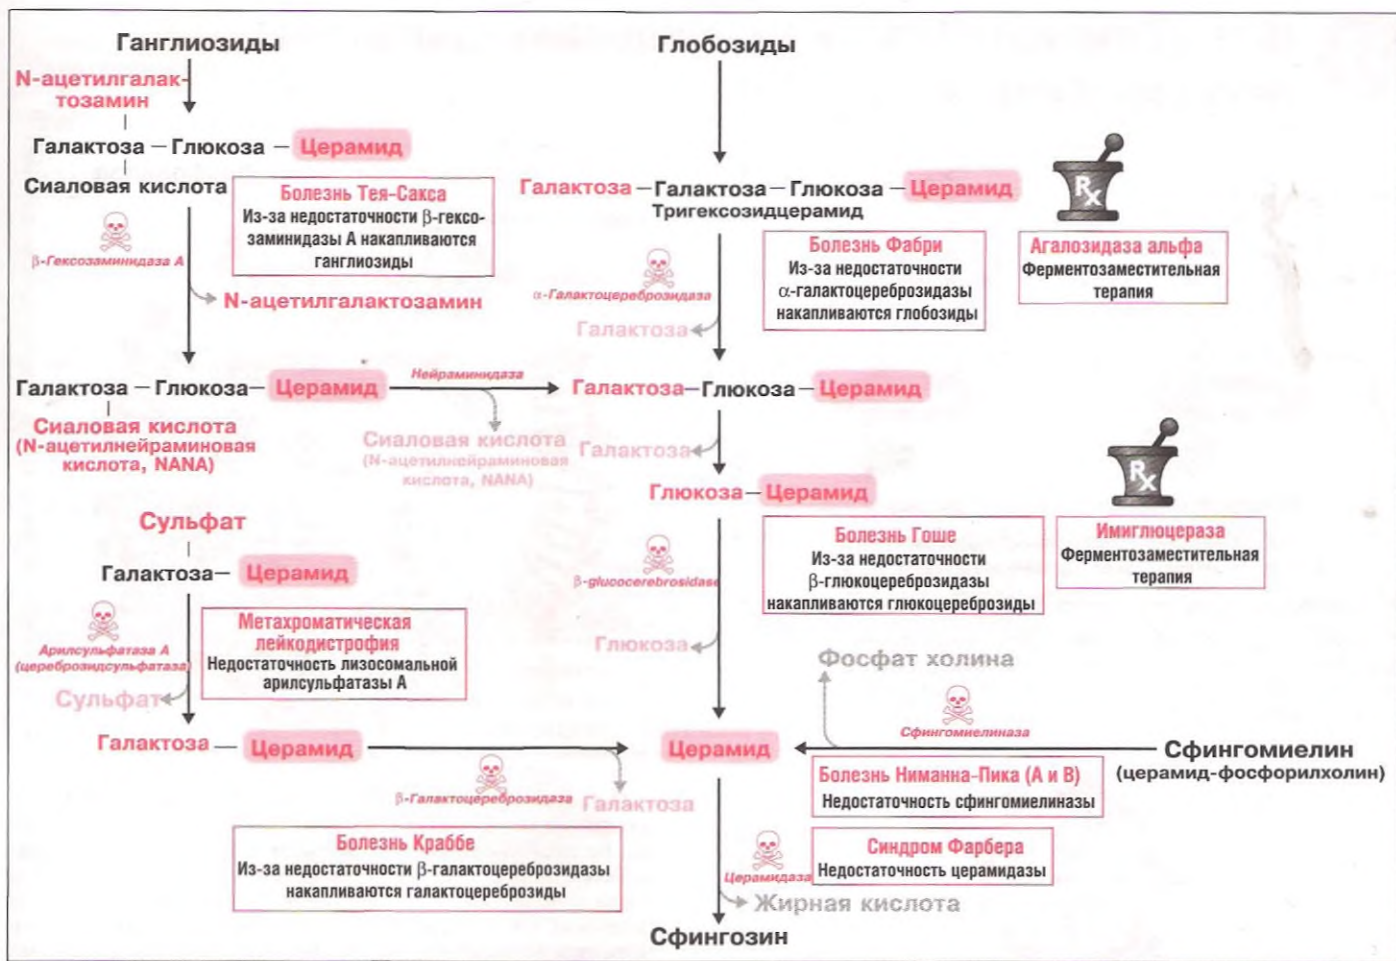 Ганглиозиды
N-ацетилгалак-
тозамин
Галактоза – Глюкоза – Церамид
Сиаловая кислота
Болезнь Тея-Сакса
Из-за недостаточности β-гексо-
заминидазы А накапливаются
ганглиозиды
β-Гексозаминидаза А
N-ацетилгалактозамин
Галактоза – Глюкоза – Церамид
Нейраминидаза
Сиаловая кислота
(N-ацетилнейраминовая
кислота, NANA)
Сиаловая кислота
(N-ацетилнейраминовая
кислота, NANA)
Сульфат
Галактоза – Церамид
Арилсульфатаза А
(цереброзидсульфатаза)
Метахроматическая
лейкодистрофия
Недостаточность лизосомальной
арилсульфатазы А
Сульфат
Галактоза – Церамид
β-Галактоцереброзидаза
Галактоза
Болезнь Краббе
Из-за недостаточности β-галактоцереброзидазы
накапливаются галактоцереброзиды
Глобозиды
Галактоза – Галактоза – Глюкоза – Церамид
Тригексозидцерамид
α-Галактоцереброзидаза
Болезнь Фабри
Из-за недостаточности
α-галактоцереброзидазы
накапливаются глобозиды
Rx
Агалозидаза альфа
Ферментозаместительная
терапия
Галактоза
Галактоза – Глюкоза – Церамид
Галактоза
Глюкоза – Церамид
β-glucocerebrosidase
Болезнь Гоше
Из-за недостаточности
β-глюкоцереброзидазы
накапливаются глюкоцереброзиды
Rx
Имиглюцераза
Ферментозаместительная
терапия
Глюкоза
Фосфат холина
Сфингомиелиназа
Церамид
Сфингомиелин
(церамид-фосфорилхолин)
Болезнь Ниманна-Пика (А и В)
Недостаточность сфингомиелиназы
Церамидаза
Синдром Фарбера
Недостаточность церамидазы
Жирная кислота
Сфингозин